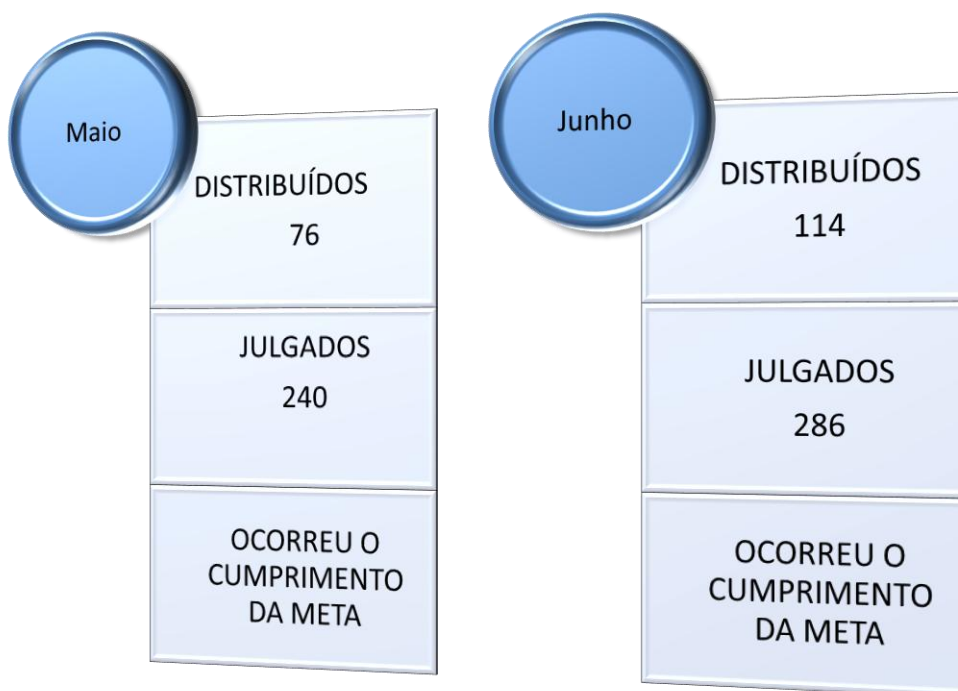 Maio
DISTRIBUÍDOS
76
JULGADOS
240
OCORREU O
CUMPRIMENTO
DA META
Junho
DISTRIBUÍDOS
114
JULGADOS
286
OCORREU O
CUMPRIMENTO
DA META